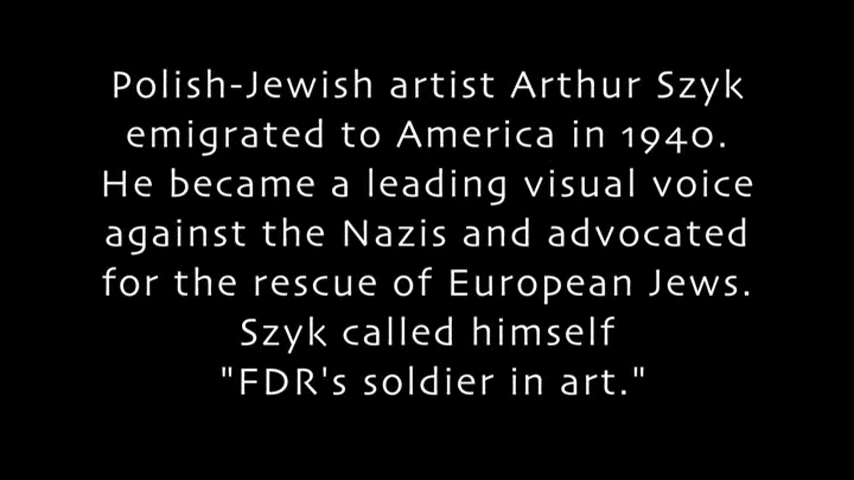 Polish-Jewish artist Arthur Szyk
emigrated to America in 1940.
He became a leading visual voice
against the Nazis and advocated
for the rescue of European Jews.
Szyk called himself
"FDR's soldier in art."